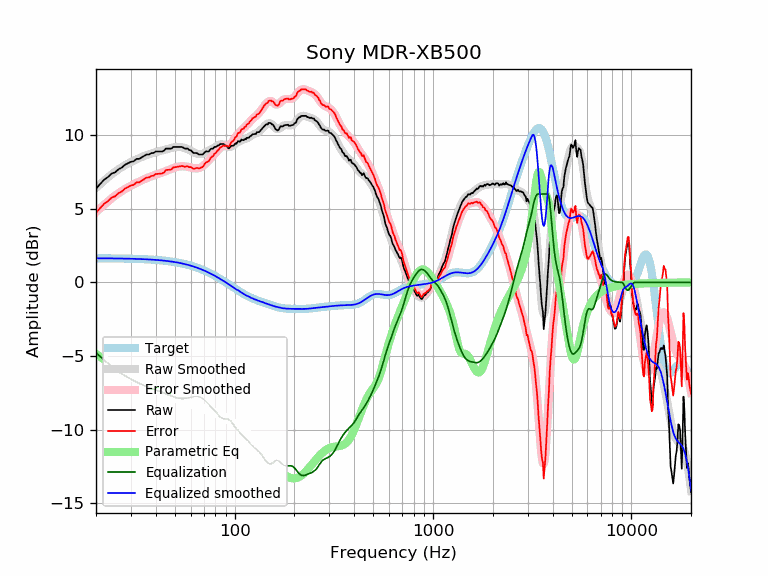 Sony MDR-XB500
Amplitude (dBr)
10
5
0
−5
−10
−15
Target
Raw Smoothed
Error Smoothed
Raw
Error
Parametric Eq
Equalization
Equalized smoothed
100
1000
10000
Frequency (Hz)